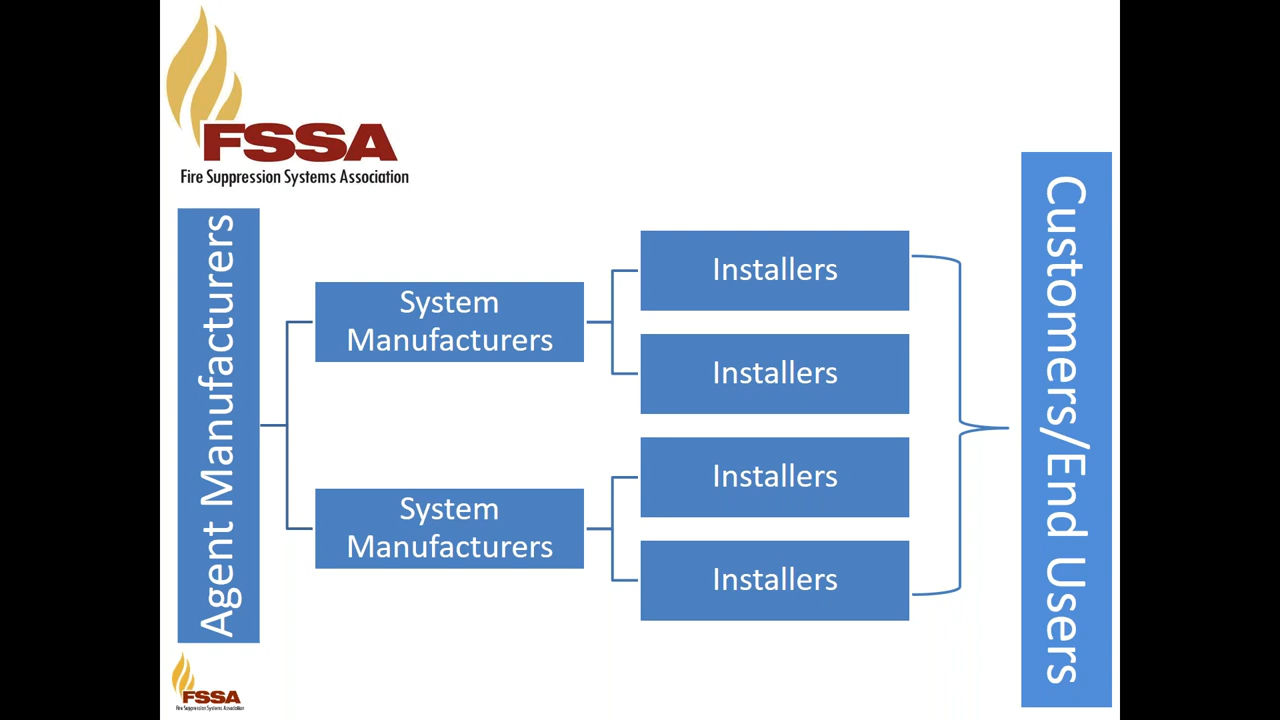 FSSA
Fire Suppression Systems Association
Agent Manufacturers
System
Manufacturers
System
Manufacturers
Installers
Installers
Installers
Installers
Customers/End Users
FSSA
Fire Suppression Systems Association